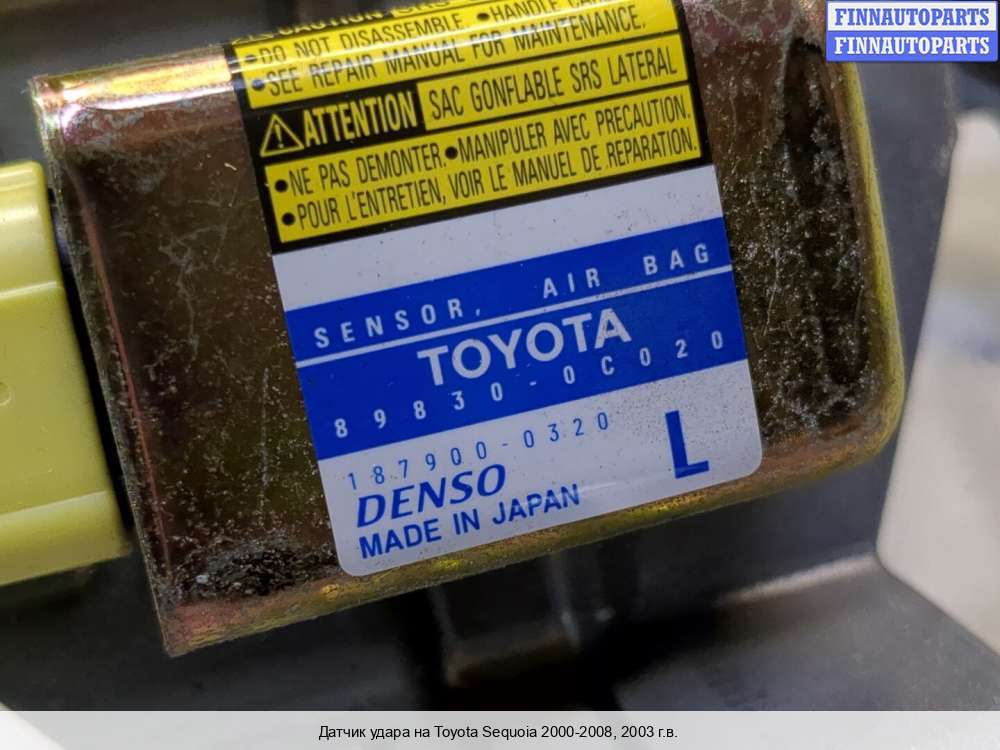 FINNAUTOPARTS
FINNAUTOPARTS
CAUTION
•DO NOT DISASSEMBLE. •HANDLE
•SEE REPAIR MANUAL FOR MAINTENANCE.
ATTENTION SAC GONFLABLE SRS LATERAL
•NE PAS DEMONTER. •MANIPULER AVEC PRECAUTION.
•POUR L'ENTRETIEN, VOIR LE MANUEL DE REPARATION.
SENSOR, AIR BAG
TOYOTA
89830-0C020
187900-0320
L
DENSO
MADE IN JAPAN
Датчик удара на Toyota Sequoia 2000-2008, 2003 г.в.